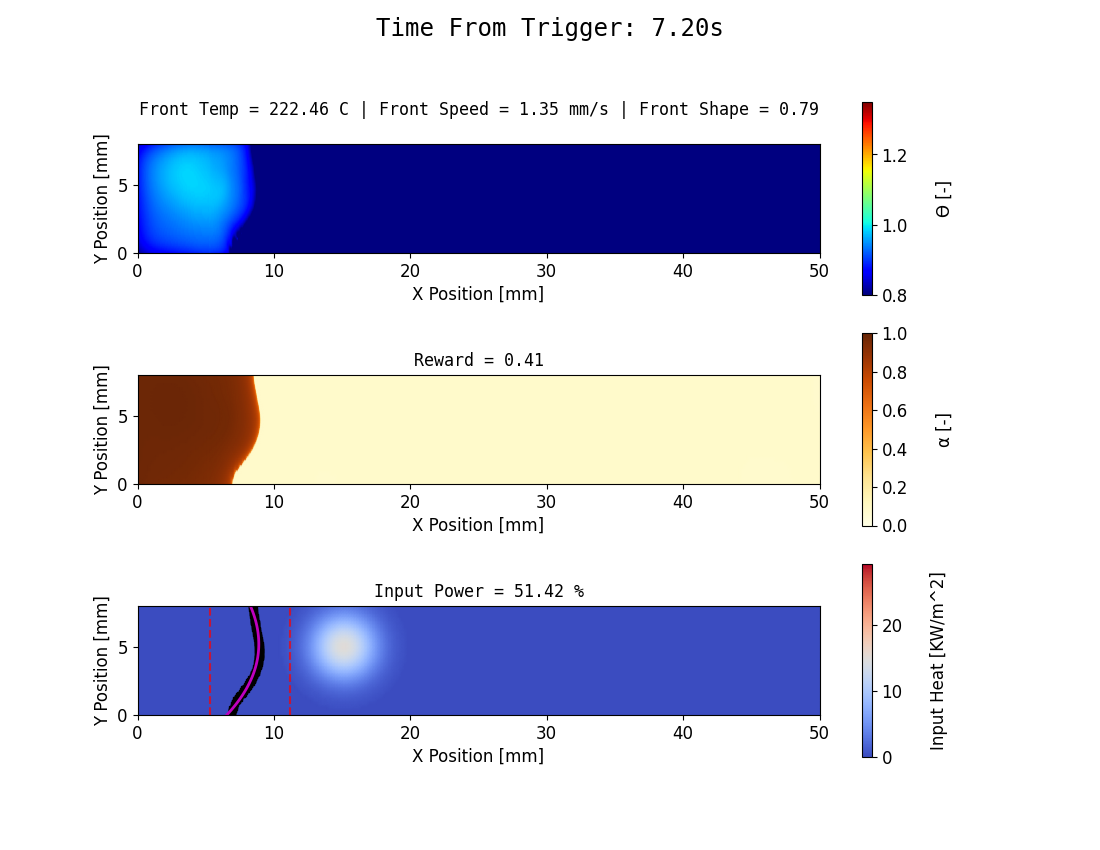 Time From Trigger: 7.20s
Front Temp = 222.46 C | Front Speed = 1.35 mm/s | Front Shape = 0.79
Y Position [mm]
5
0
0 10 20 30 40 50
X Position [mm]
1.2
1.0
0.8
Θ [-]
Reward = 0.41
Y Position [mm]
5
0
0 10 20 30 40 50
X Position [mm]
1.0
0.8
0.6
0.4
0.2
0.0
α [-]
Input Power = 51.42 %
Y Position [mm]
5
0
0 10 20 30 40 50
X Position [mm]
20
10
0
Input Heat [KW/m^2]